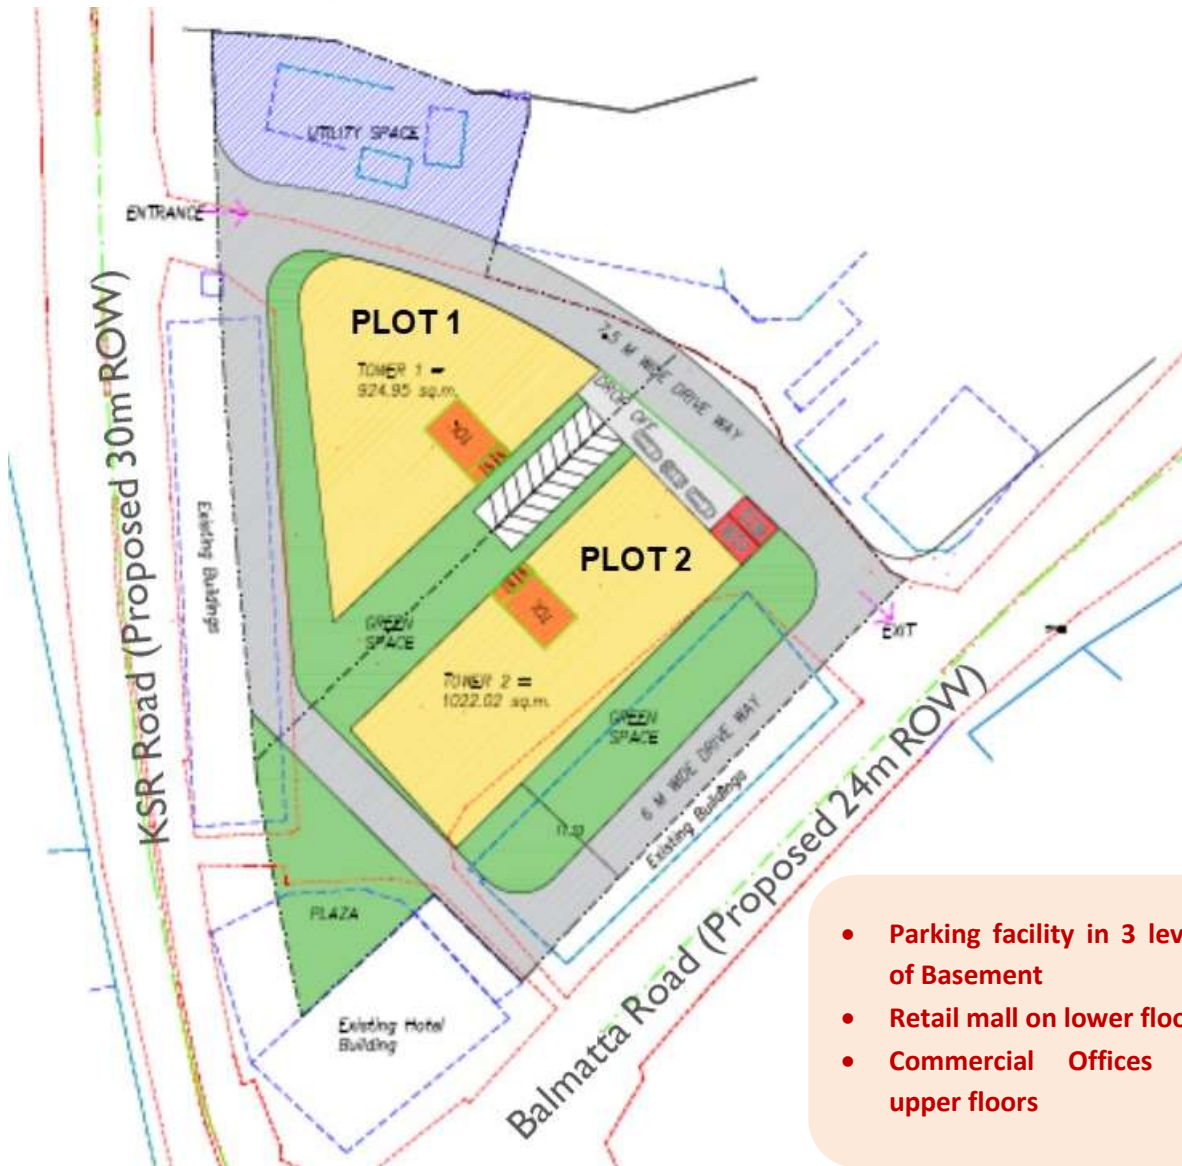 UTILITY SPACE
ENTRANCE
PLOT 1
TOWER 1 =
924.95 sq.m.
7.5 M WIDE DRIVE WAY
DROP OFF
KSR Road (Proposed 30m ROW)
Existing Buildings
PLOT 2
GREEN
SPACE
EXIT
TOWER 2 =
1022.02 sq.m.
GREEN
SPACE
6 M WIDE DRIVE WAY
Existing Buildings
PLAZA
Existing Hotel
Building
Balmatta Road (Proposed 24m ROW)
• Parking facility in 3 lev
of Basement
• Retail mall on lower floo
• Commercial Offices
upper floors